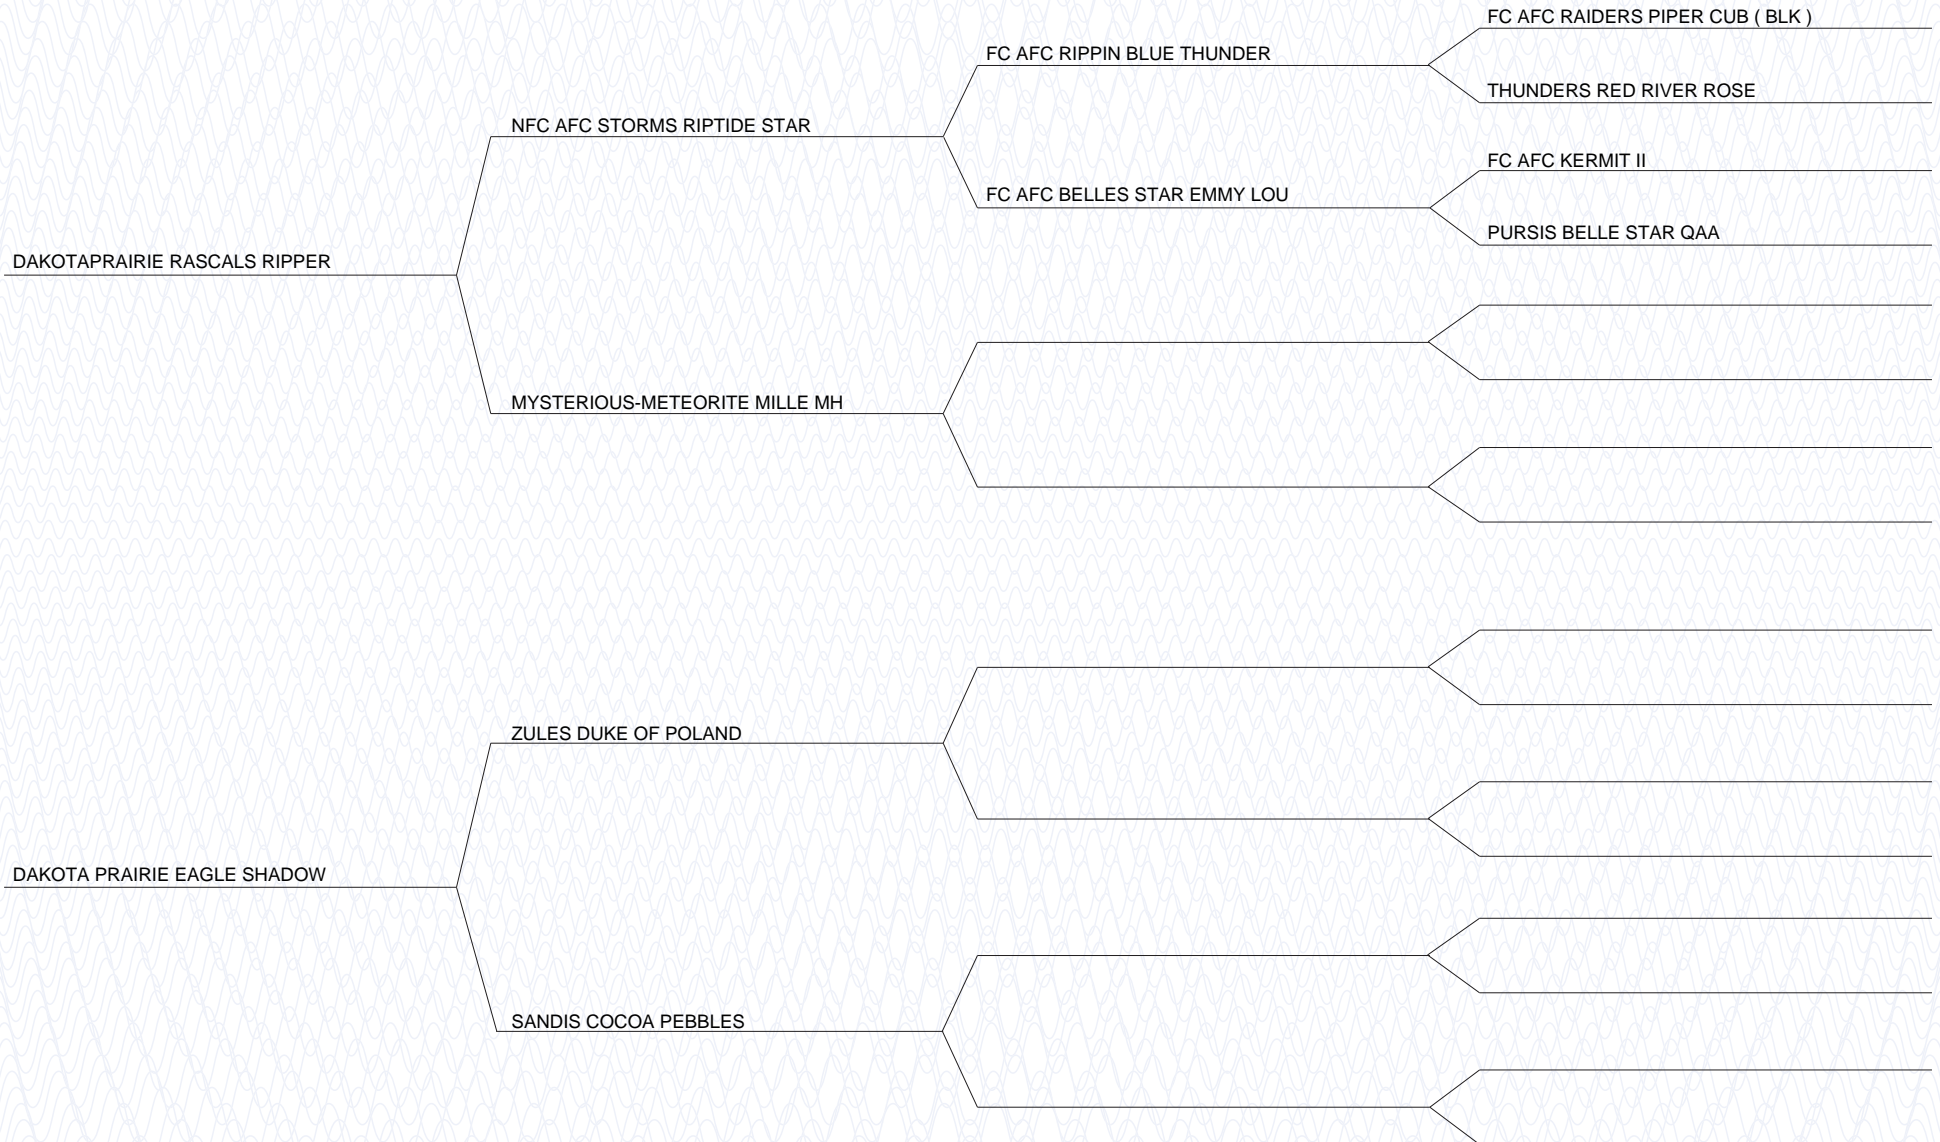 FC AFC RAIDERS PIPER CUB ( BLK )
FC AFC RIPPIN BLUE THUNDER
THUNDERS RED RIVER ROSE
NFC AFC STORMS RIPTIDE STAR
FC AFC KERMIT II
FC AFC BELLES STAR EMMY LOU
PURSIS BELLE STAR QAA
DAKOTAPRAIRIE RASCALS RIPPER
MYSTERIOUS-METEORITE MILLE MH
ZULES DUKE OF POLAND
DAKOTA PRAIRIE EAGLE SHADOW
SANDIS COCOA PEBBLES